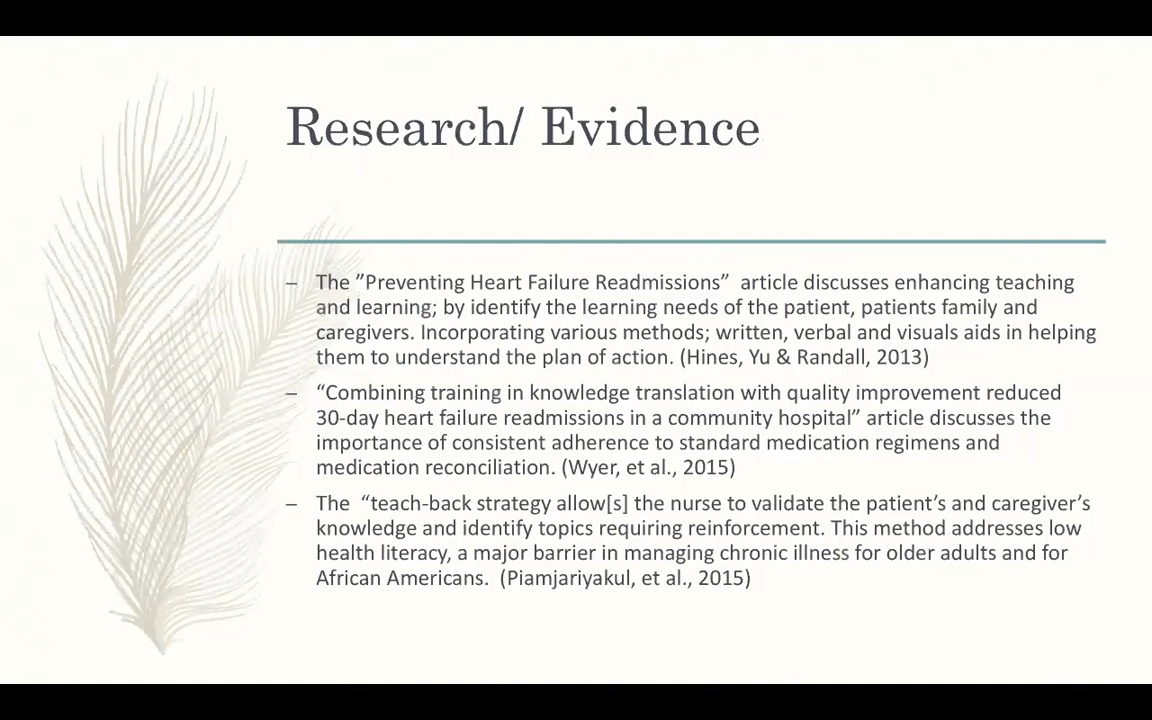 Research/ Evidence
– The ”Preventing Heart Failure Readmissions” article discusses enhancing teaching
and learning; by identify the learning needs of the patient, patients family and
caregivers. Incorporating various methods; written, verbal and visuals aids in helping
them to understand the plan of action. (Hines, Yu & Randall, 2013)
– “Combining training in knowledge translation with quality improvement reduced
30-day heart failure readmissions in a community hospital” article discusses the
importance of consistent adherence to standard medication regimens and
medication reconciliation. (Wyer, et al., 2015)
– The “teach-back strategy allow[s] the nurse to validate the patient’s and caregiver’s
knowledge and identify topics requiring reinforcement. This method addresses low
health literacy, a major barrier in managing chronic illness for older adults and for
African Americans. (Piamjariyakul, et al., 2015)